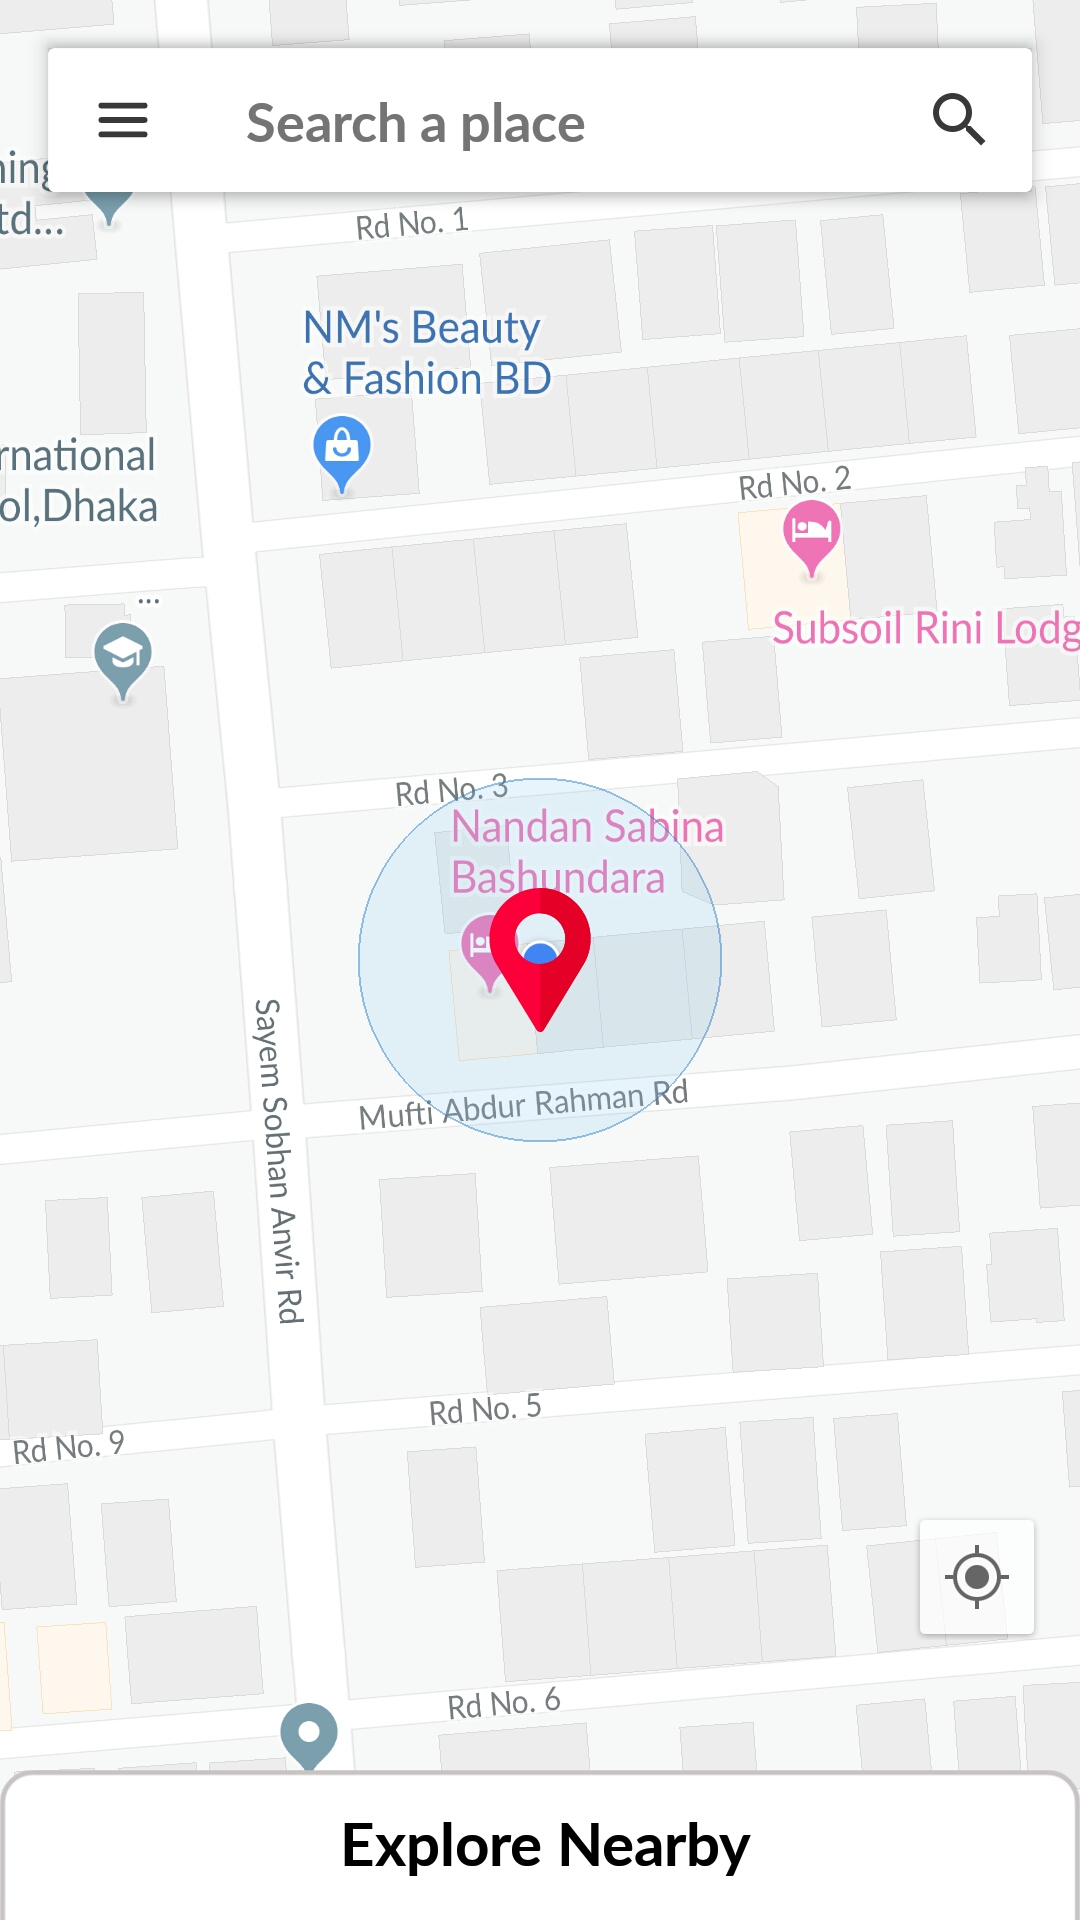 Search a place
td...
Rd No. 1
NM's Beauty
& Fashion BD
rnational
ol,Dhaka
Rd No. 2
...
Subsoil Rini Lodg
Rd No. 3
Nandan Sabina
Bashundara
Sayem Sobhan Anvir Rd
Mufti Abdur Rahman Rd
Rd No. 5
Rd No. 9
Rd No. 6
Explore Nearby